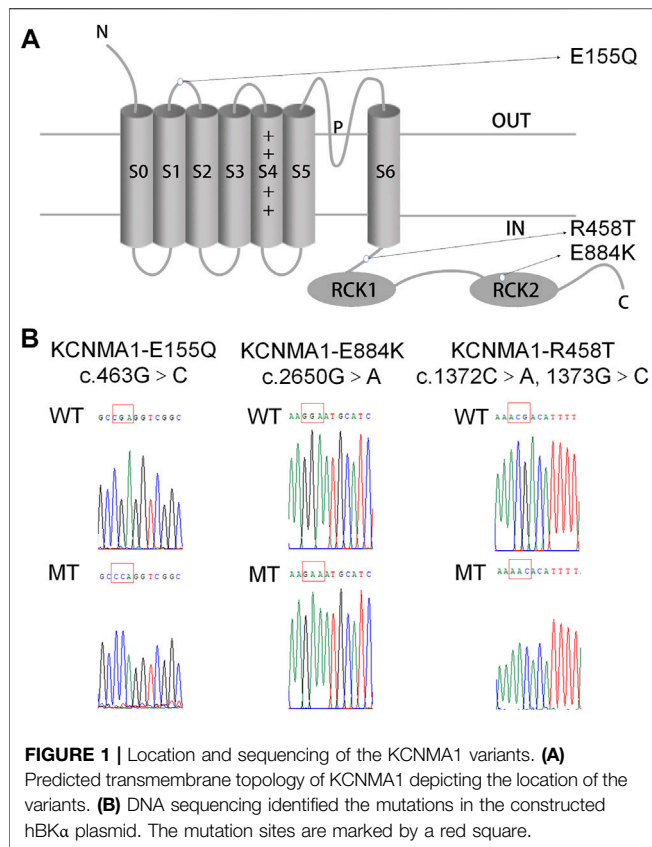 A
N
E155Q
P
OUT
S0 S1 S2 S3 S4 S5 S6
+
+
+
+
+
IN
R458T
E884K
RCK1 RCK2
C
B
KCNMA1-E155Q KCNMA1-E884K KCNMA1-R458T
c.463G > C c.2650G > A c.1372C > A, 1373G > C
WT WT WT
GCCGAGGTCGGC AAGGAATGCATC AAACGACATTTT
MT MT MT
GCCCAGGTCGGC AAGAAATGCATC AAAACACATTTT
FIGURE 1 | Location and sequencing of the KCNMA1 variants. (A)
Predicted transmembrane topology of KCNMA1 depicting the location of the
variants. (B) DNA sequencing identified the mutations in the constructed
hBKα plasmid. The mutation sites are marked by a red square.